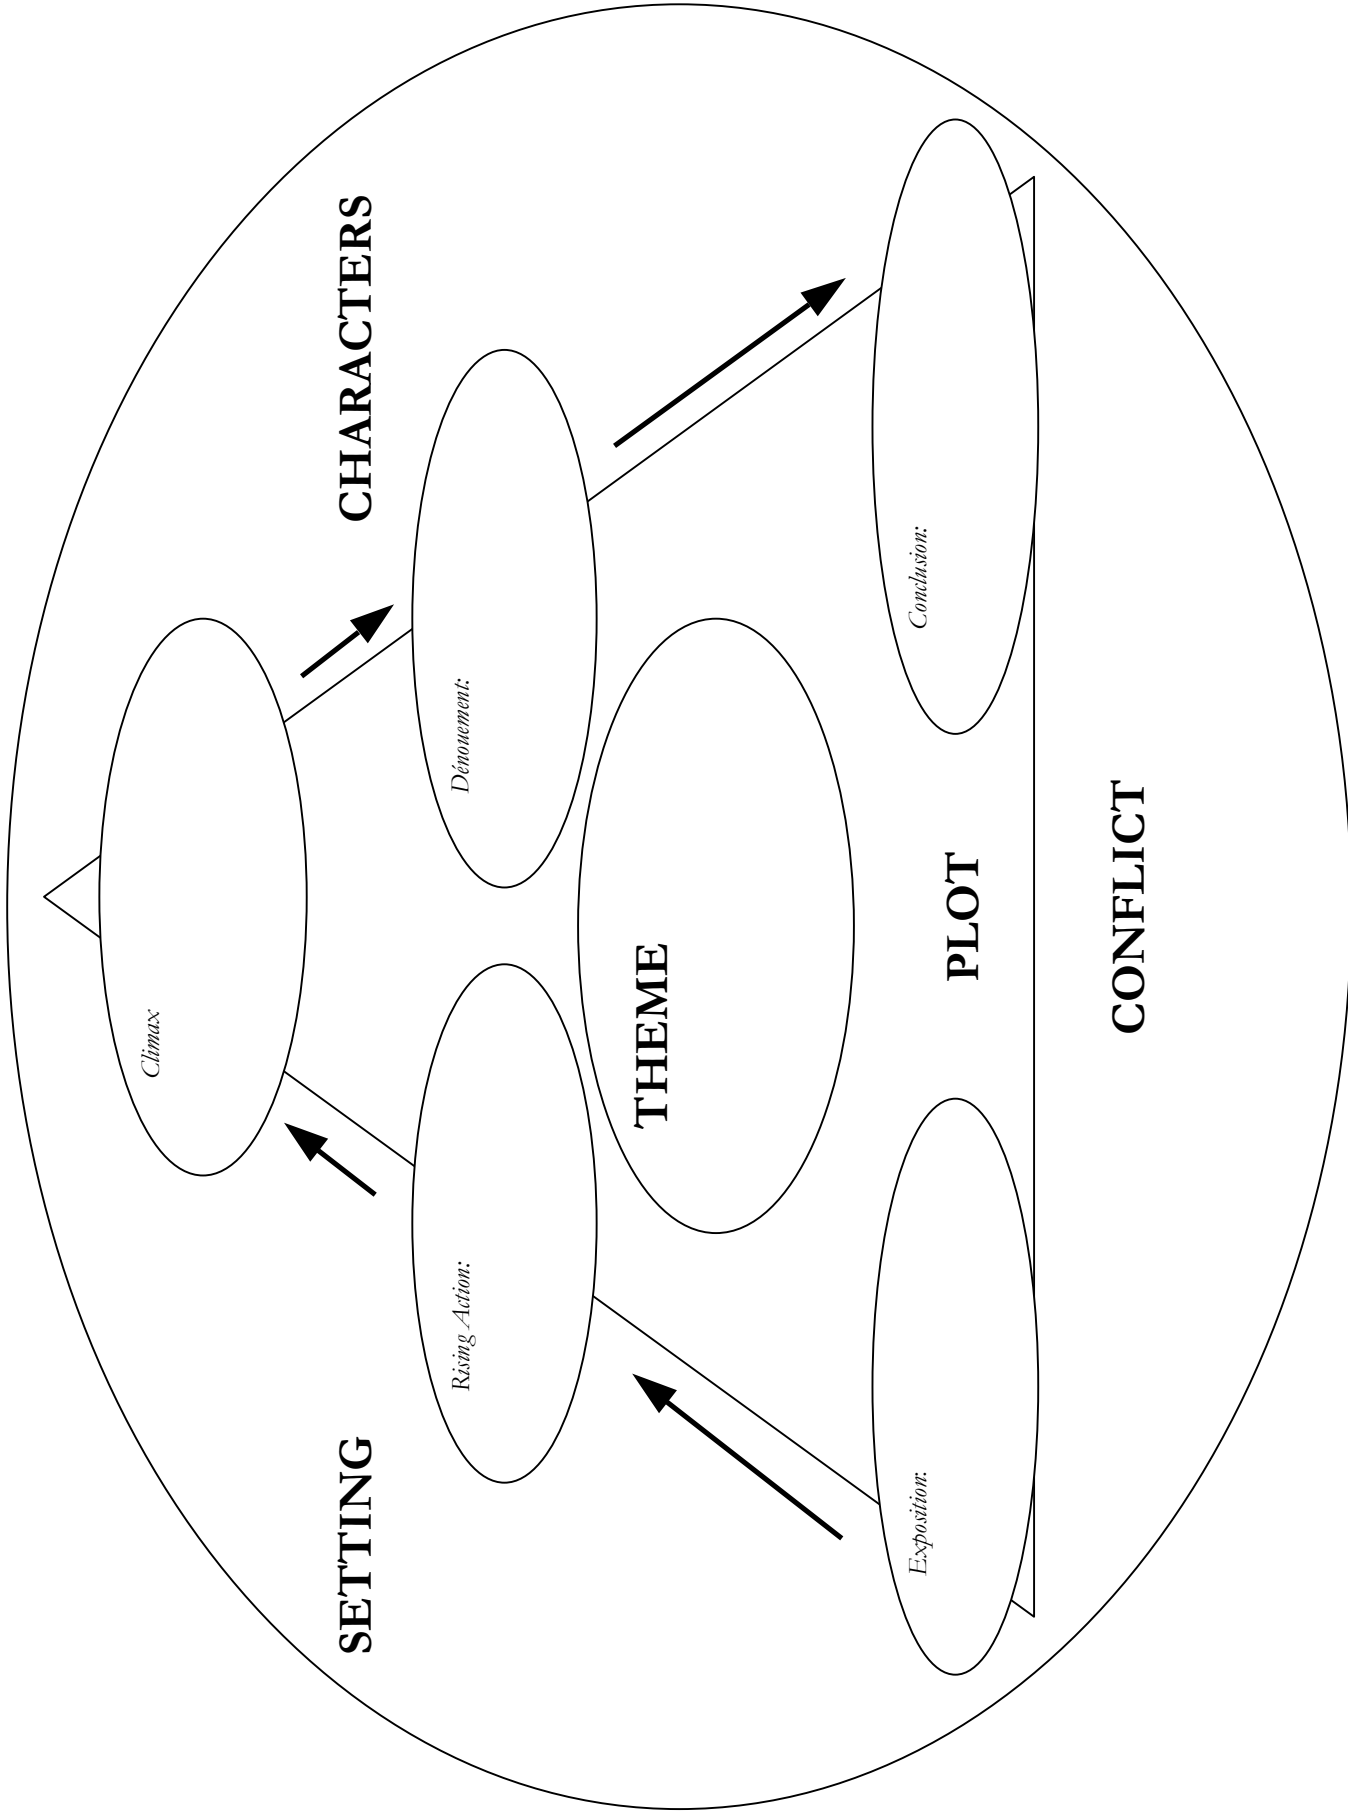 Climax
SETTING
CHARACTERS
Rising Action:
Dénouement:
THEME
Exposition:
Conclusion:
PLOT
CONFLICT